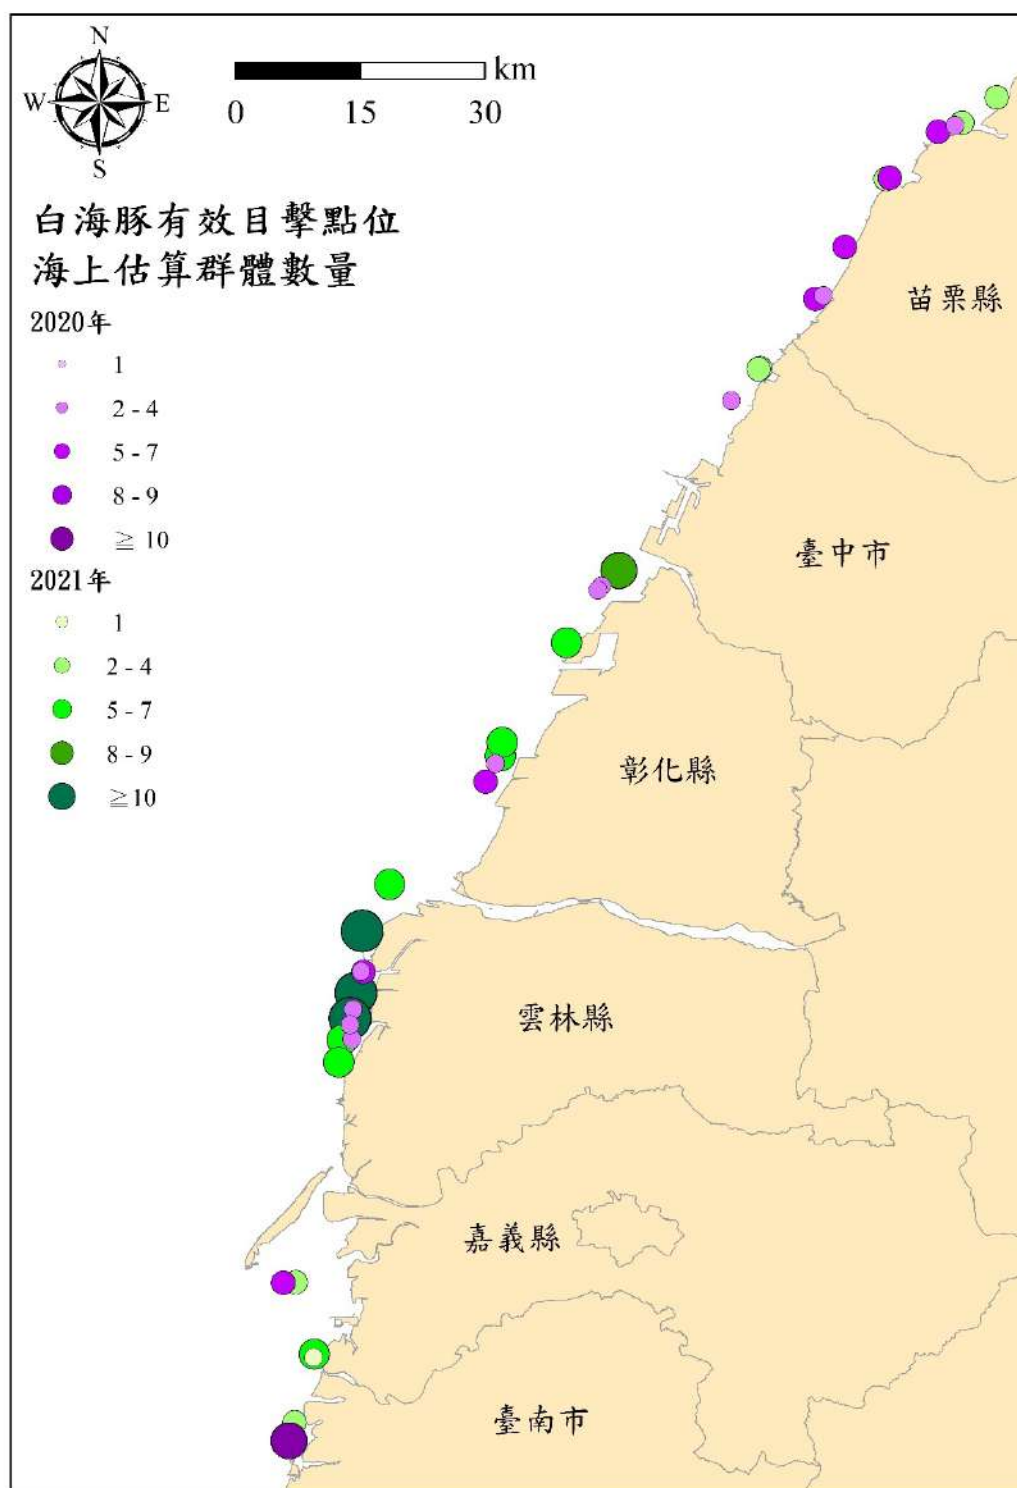 N
W E
S
km
0 15 30
白海豚有效目擊點位
海上估算群體數量
2020年
1
2 - 4
5 - 7
8 - 9
≧ 10
2021年
1
2 - 4
5 - 7
8 - 9
≧10
苗栗縣
臺中市
彰化縣
雲林縣
嘉義縣
臺南市